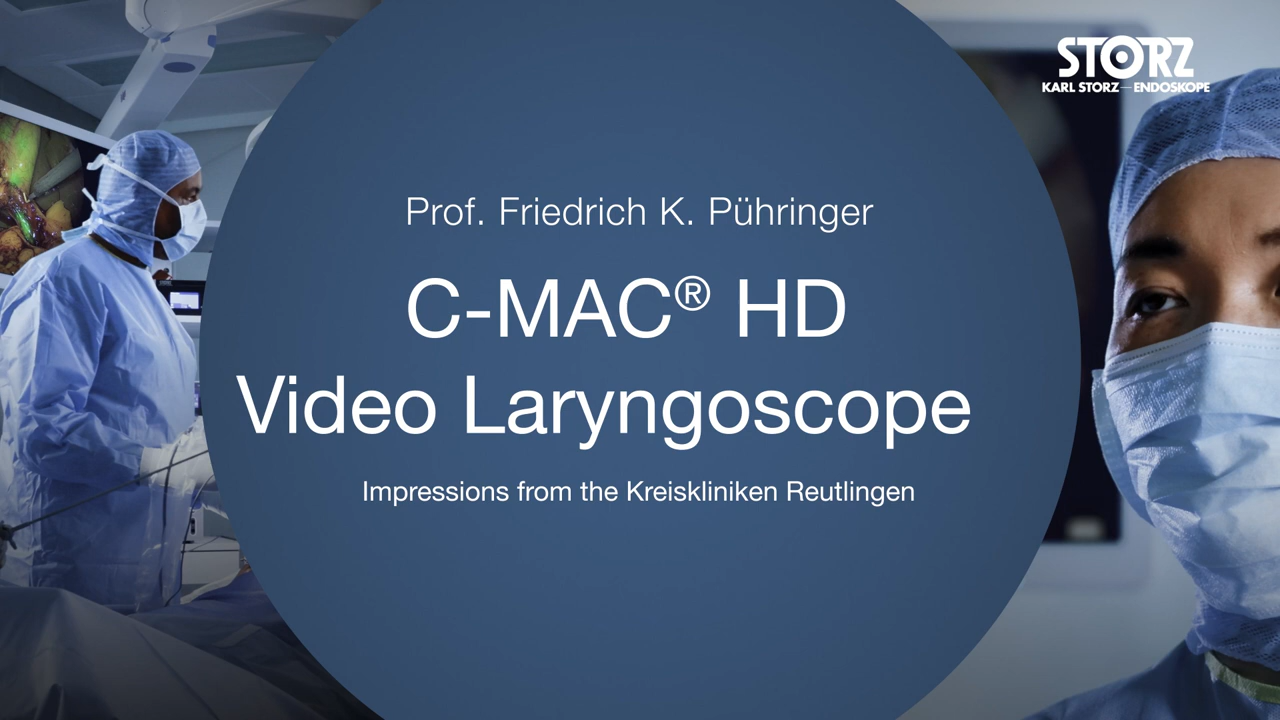 STORZ
KARL STORZ—ENDOSKOPE
Prof. Friedrich K. Pühringer
C-MAC® HD
Video Laryngoscope
Impressions from the Kreiskliniken Reutlingen